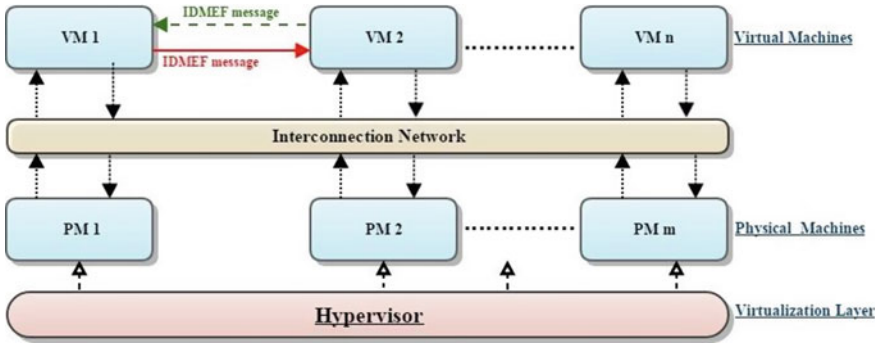 IDMEF message
VM 1
VM 2
VM n
Virtual Machines
IDMEF message
Interconnection Network
PM 1
PM 2
PM m
Physical Machines
Hypervisor
Virtualization Layer